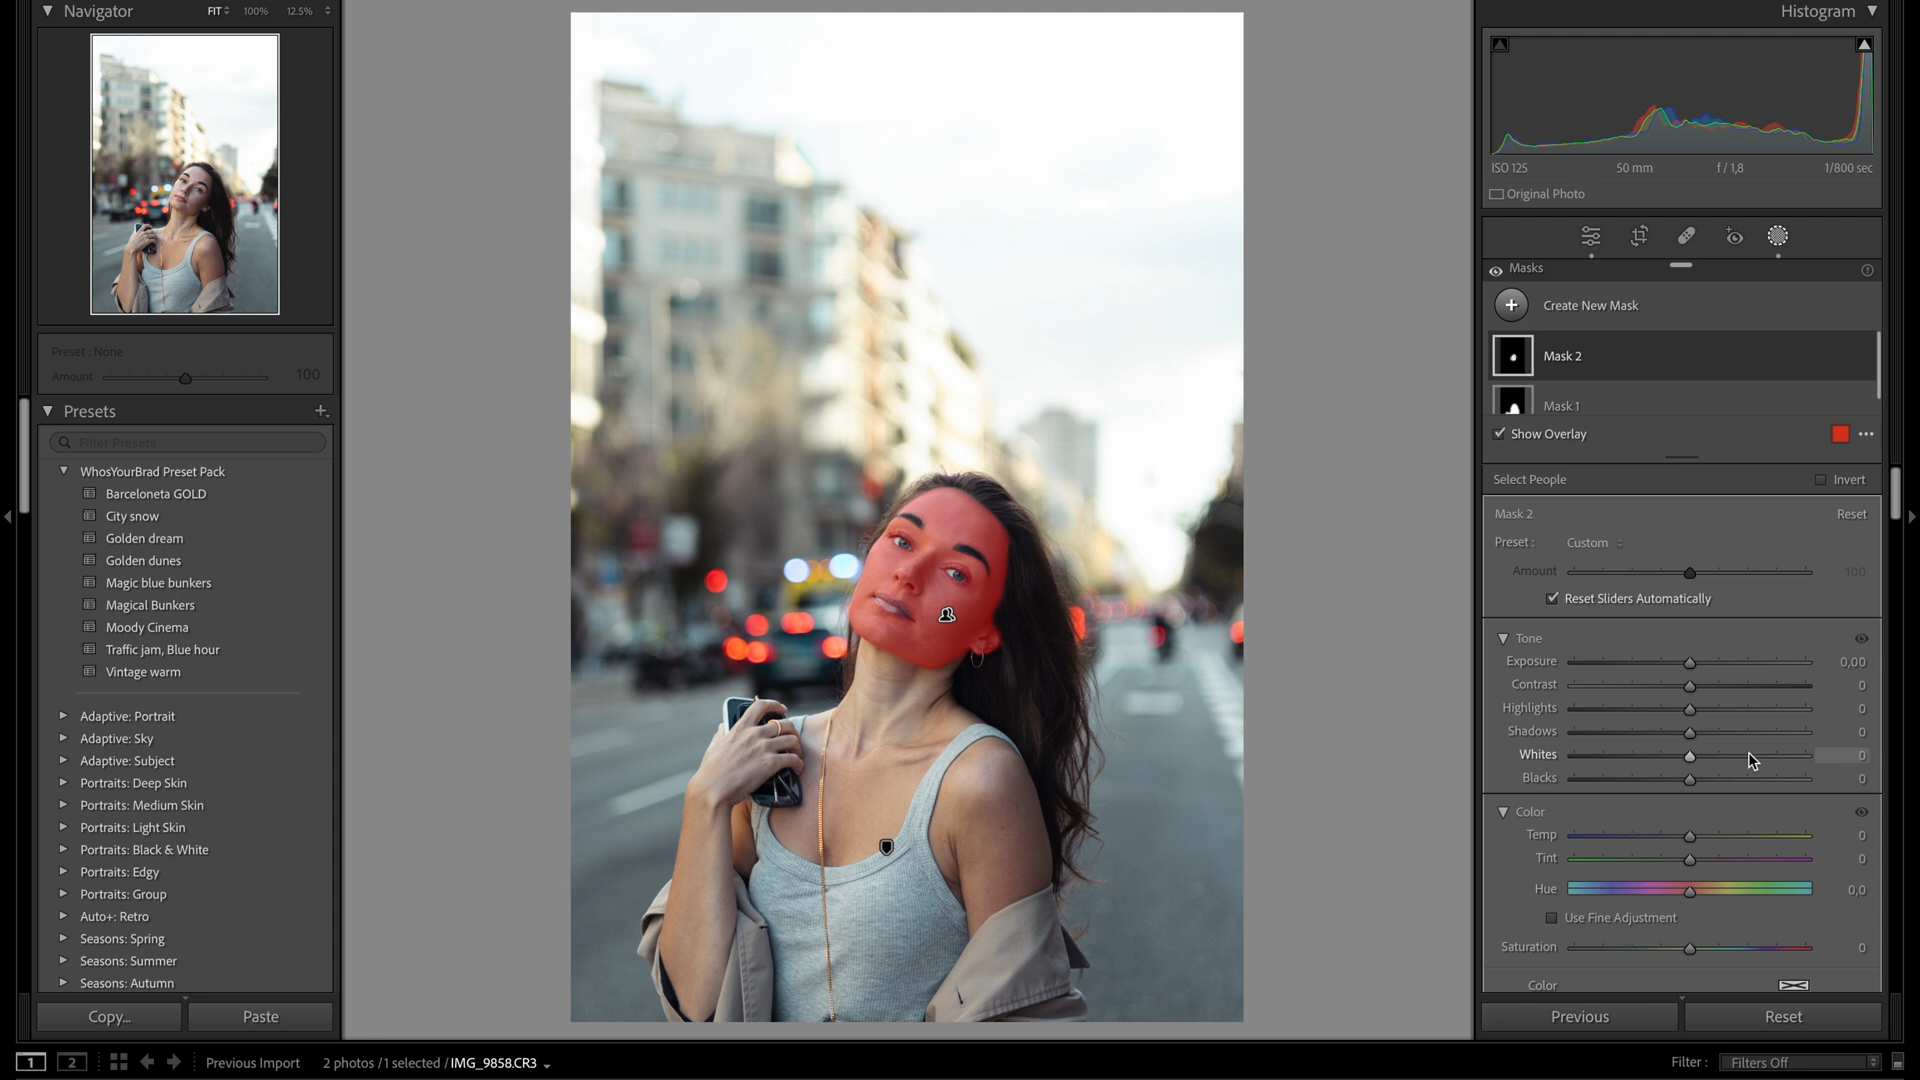 Navigator
FIT
100%
12.5%
Preset : None
Amount
100
Presets
Filter Presets
WhosYourBrad Preset Pack
Barceloneta GOLD
City snow
Golden dream
Golden dunes
Magic blue bunkers
Magical Bunkers
Moody Cinema
Traffic jam, Blue hour
Vintage warm
Adaptive: Portrait
Adaptive: Sky
Adaptive: Subject
Portraits: Deep Skin
Portraits: Medium Skin
Portraits: Light Skin
Portraits: Black & White
Portraits: Edgy
Portraits: Group
Auto+: Retro
Seasons: Spring
Seasons: Summer
Seasons: Autumn
Copy...
Paste
Histogram
ISO 125
50 mm
f / 1,8
1/800 sec
Original Photo
Masks
Create New Mask
Mask 2
Mask 1
Show Overlay
Select People
Invert
Mask 2
Reset
Preset :
Custom
Amount
100
Reset Sliders Automatically
Tone
Exposure 0,00
Contrast 0
Highlights 0
Shadows 0
Whites 0
Blacks 0
Color
Temp 0
Tint 0
Hue 0,0
Use Fine Adjustment
Saturation 0
Color
Previous
Reset
1
2
Previous Import
2 photos /1 selected / IMG_9858.CR3
Filter :
Filters Off